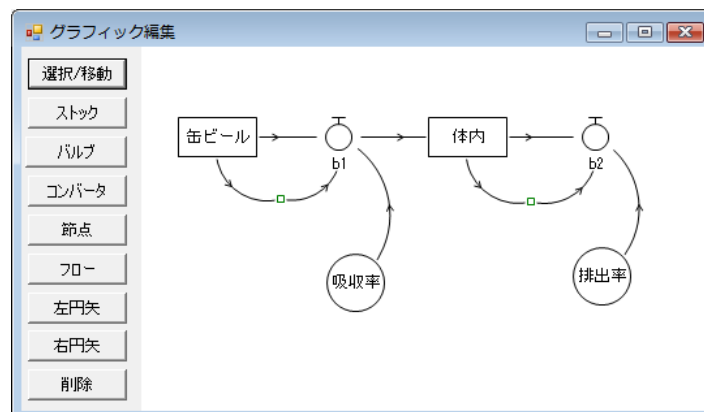 グラフィック編集
選択/移動
ストック
バルブ
コンバータ
節点
フロー
左円矢
右円矢
削除
缶ビール
b1
体内
b2
吸収率
排出率